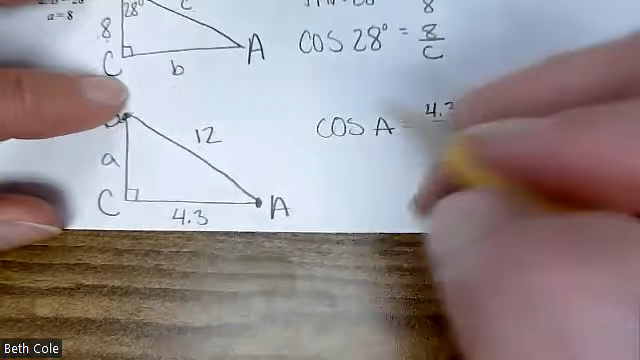 a = 8
28°
c
8
8
cos 28° = 8/c
C
b
A
12
cos A = 4.3
a
C
4.3
A
Beth Cole